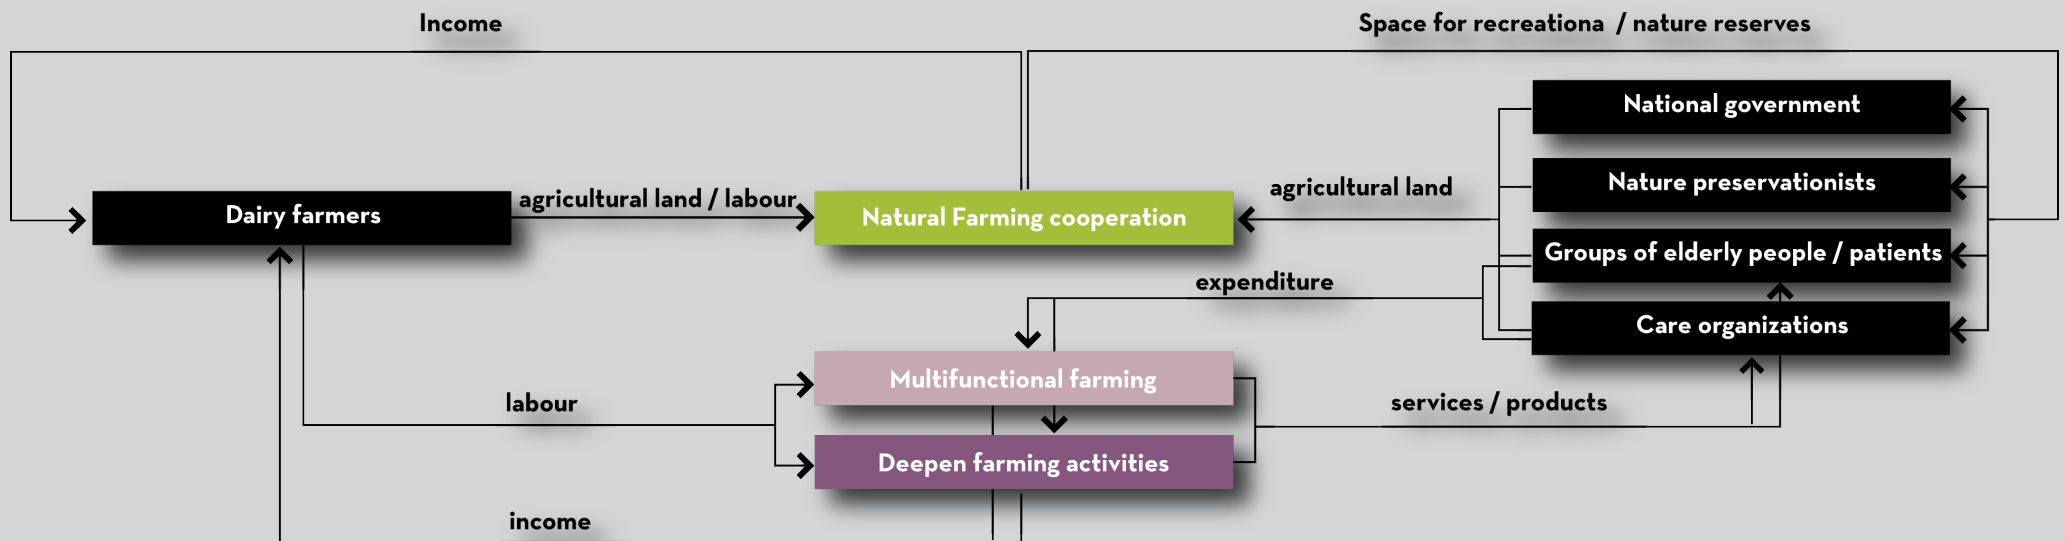 Income
Space for recreationa / nature reserves
National government
Nature preservationists
agricultural land / labour
agricultural land
Dairy farmers
Natural Farming cooperation
Groups of elderly people / patients
expenditure
Care organizations
Multifunctional farming
labour
services / products
Deepen farming activities
income